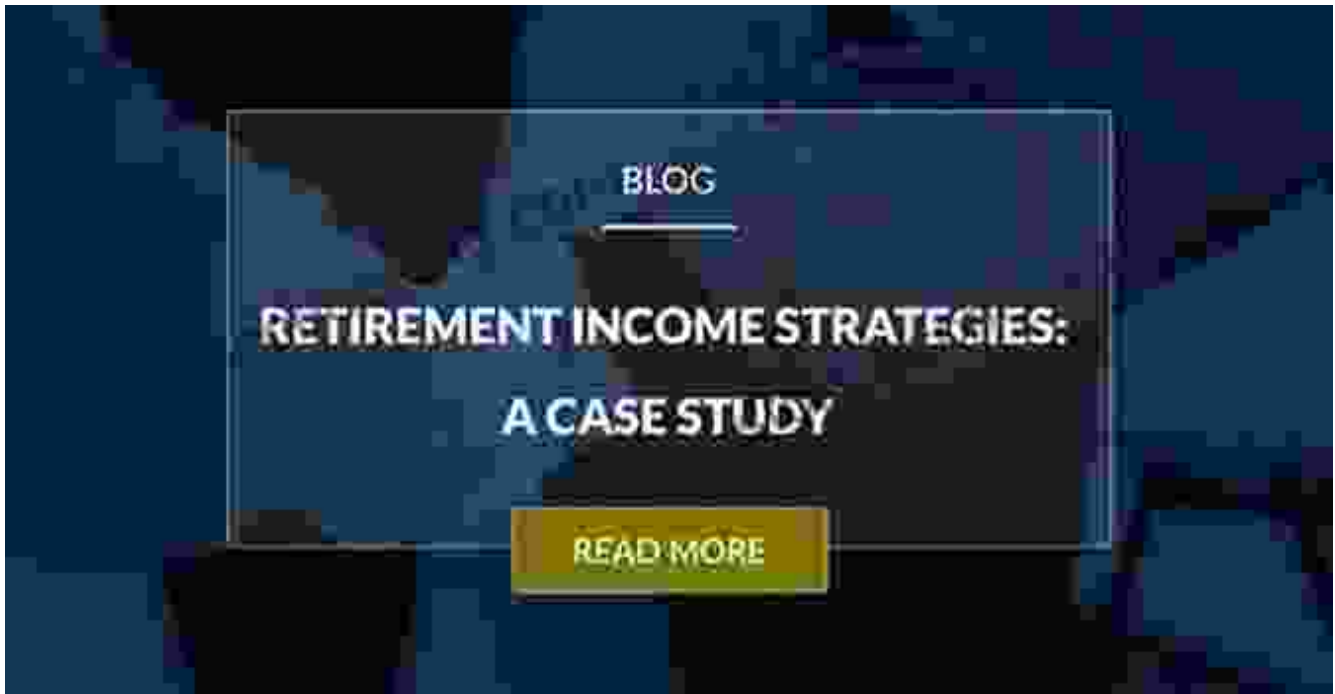 BLOG
RETIREMENT INCOME STRATEGIES:
A CASE STUDY
READ MORE